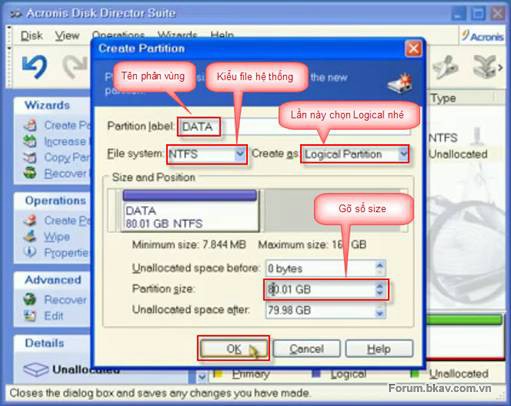 Acronis Disk Director Suite
Disk View Operations Wizards Help
Acronis
Create Partition
Tên phân vùng
Kiểu file hệ thống
Lần này chọn Logical nhé
the new
partition.
Partition label: DATA
File system: NTFS Create as: Logical Partition
Size and Position
DATA
80.01 GB NTFS
Gõ số size
Minimum size: 7.844 MB Maximum size: GB
Unallocated space before: 0 bytes
Partition size: 80.01 GB
Unallocated space after: 79.98 GB
OK Cancel Help
Wizards
Create Pa
Increase
Copy Par
Recover
Operations
Create Pa
Wipe
Propertie
Advanced
Recover
Edit
Details
Unallocated
Type
NTFS
Unallocated
Primary Logical Unallocated
Closes the dialog box and saves any changes you have made.
Forum.bkav.com.vn